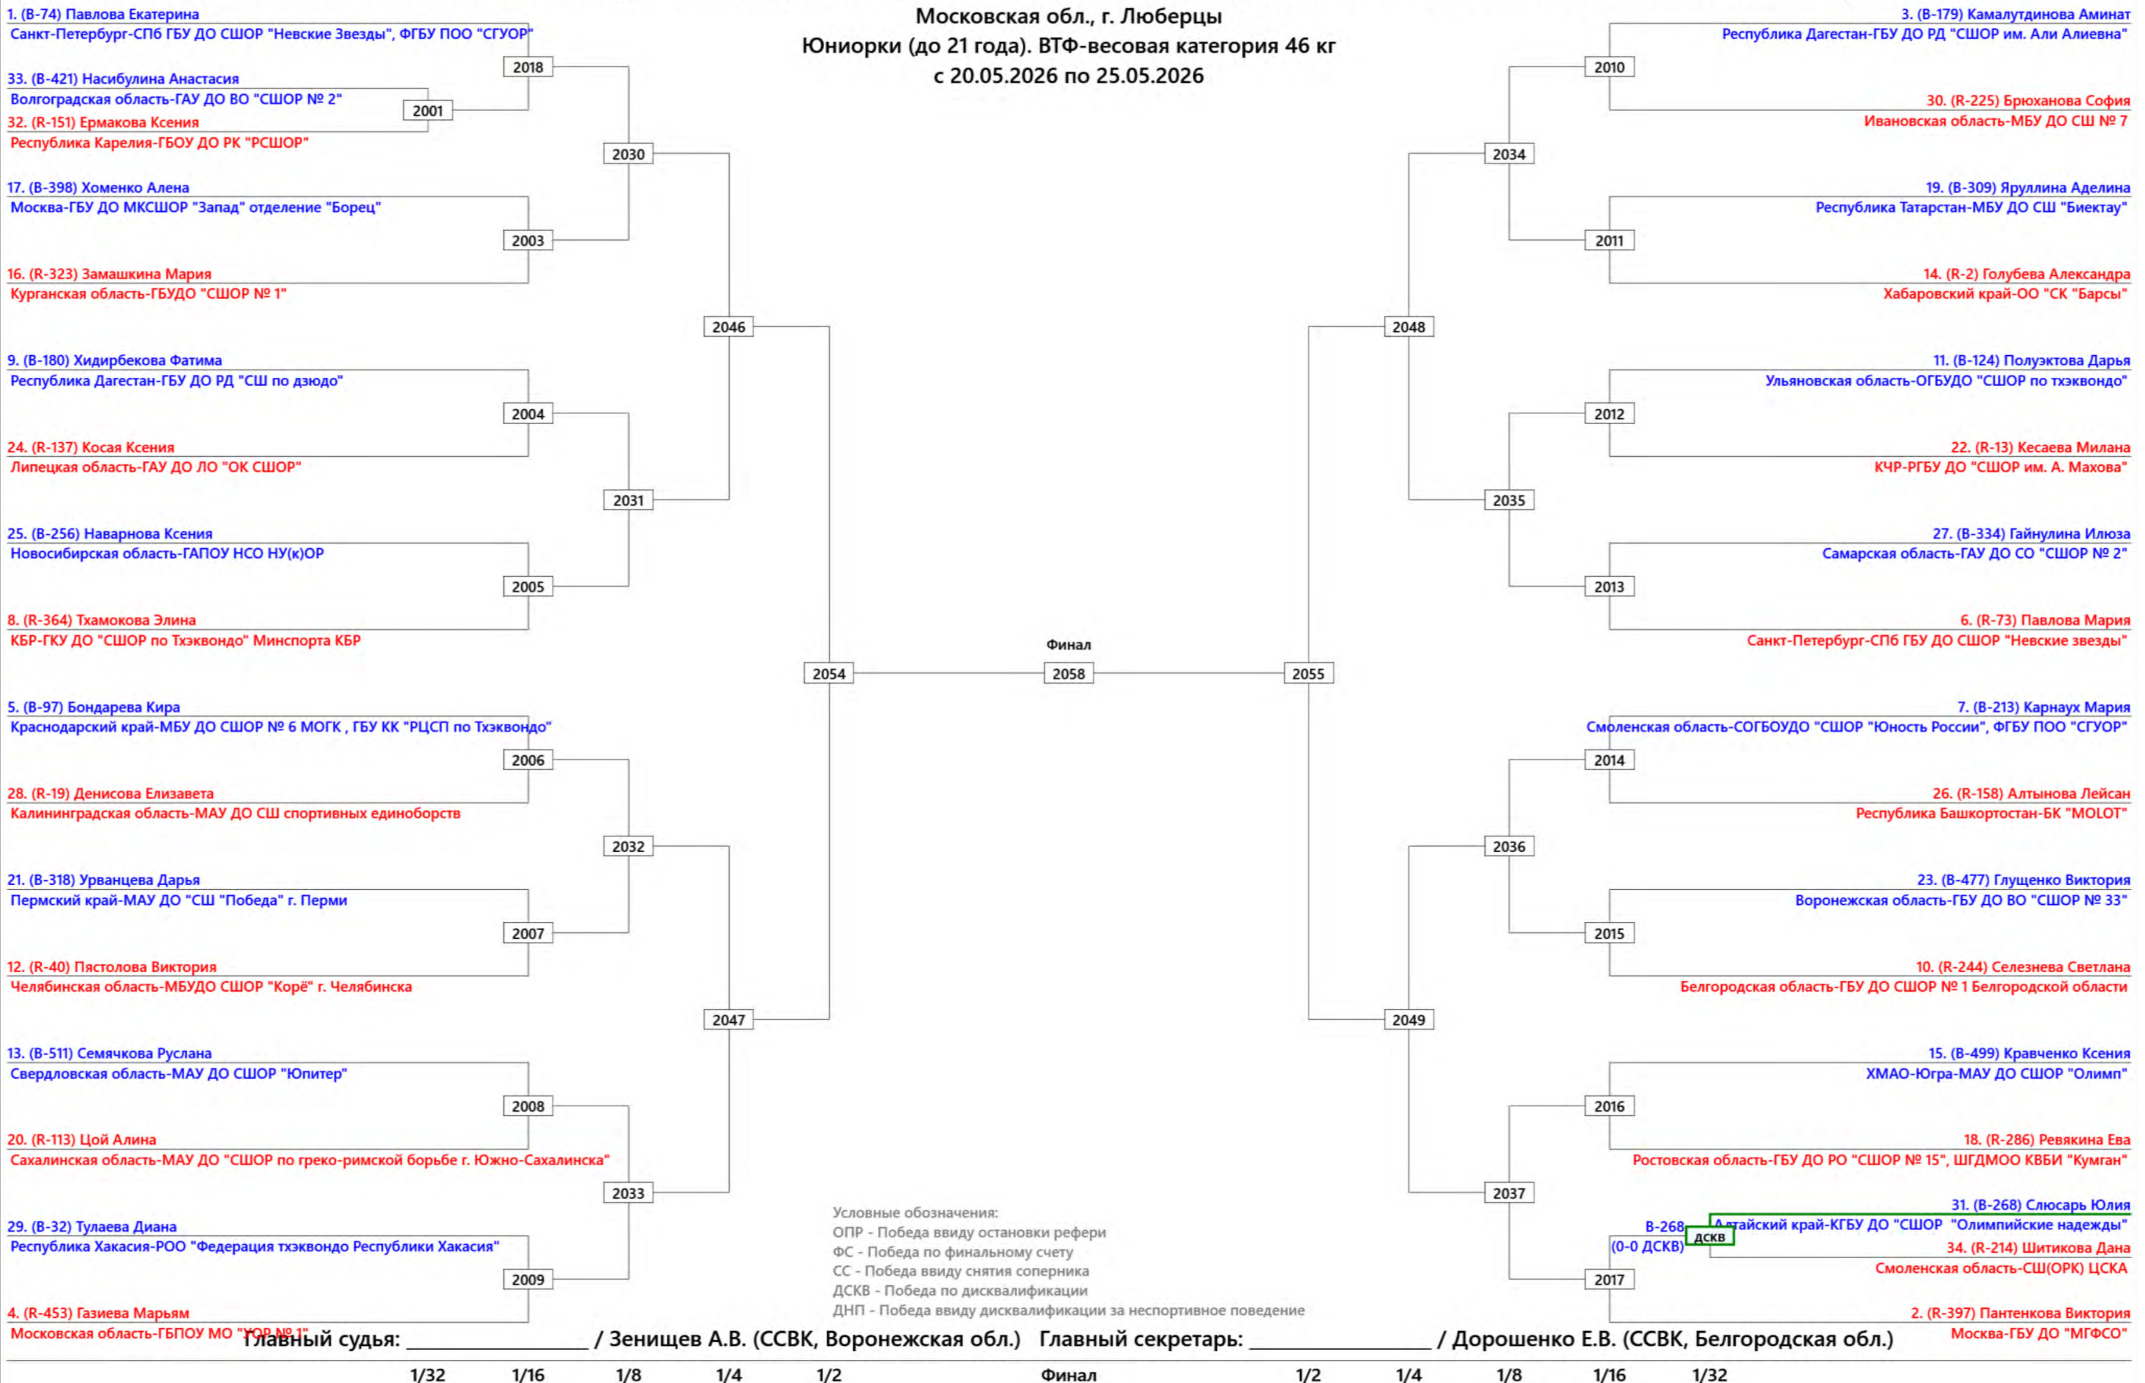 Московская обл., г. Люберцы
Юниорки (до 21 года). ВТФ-весовая категория 46 кг
с 20.05.2026 по 25.05.2026
1. (B-74) Павлова Екатерина
Санкт-Петербург-СПб ГБУ ДО СШОР "Невские Звезды", ФГБУ ПОО "СГУОР"
2018
33. (B-421) Насибулина Анастасия
Волгоградская область-ГАУ ДО ВО "СШОР № 2"
2001
32. (R-151) Ермакова Ксения
Республика Карелия-ГБОУ ДО РК "РСШОР"
2030
17. (B-398) Хоменко Алена
Москва-ГБУ ДО МКСШОР "Запад" отделение "Борец"
2003
16. (R-323) Замашкина Мария
Курганская область-ГБУДО "СШОР № 1"
2046
9. (B-180) Хидирбекова Фатима
Республика Дагестан-ГБУ ДО РД "СШ по дзюдо"
2004
24. (R-137) Косая Ксения
Липецкая область-ГАУ ДО ЛО "ОК СШОР"
2031
25. (B-256) Наварнова Ксения
Новосибирская область-ГАПОУ НСО НУ(к)ОР
2005
8. (R-364) Тхамокова Элина
КБР-ГКУ ДО "СШОР по Тхэквондо" Минспорта КБР
2054
5. (B-97) Бондарева Кира
Краснодарский край-МБУ ДО СШОР № 6 МОГК , ГБУ КК "РЦСП по Тхэквондо"
2006
28. (R-19) Денисова Елизавета
Калининградская область-МАУ ДО СШ спортивных единоборств
2032
21. (B-318) Урванцева Дарья
Пермский край-МАУ ДО "СШ "Победа" г. Перми
2007
12. (R-40) Пястолова Виктория
Челябинская область-МБУДО СШОР "Корё" г. Челябинска
2047
13. (B-511) Семячкова Руслана
Свердловская область-МАУ ДО СШОР "Юпитер"
2008
20. (R-113) Цой Алина
Сахалинская область-МАУ ДО "СШОР по греко-римской борьбе г. Южно-Сахалинска"
2033
29. (B-32) Тулаева Диана
Республика Хакасия-РОО "Федерация тхэквондо Республики Хакасия"
2009
4. (R-453) Газиева Марьям
Московская область-ГБПОУ МО "УОР № 1"
Финал
2058
3. (B-179) Камалутдинова Аминат
Республика Дагестан-ГБУ ДО РД "СШОР им. Али Алиевна"
2010
30. (R-225) Брюханова София
Ивановская область-МБУ ДО СШ № 7
2034
19. (B-309) Яруллина Аделина
Республика Татарстан-МБУ ДО СШ "Биектау"
2011
14. (R-2) Голубева Александра
Хабаровский край-ОО "СК "Барсы"
2048
11. (B-124) Полуэктова Дарья
Ульяновская область-ОГБУДО "СШОР по тхэквондо"
2012
22. (R-13) Кесаева Милана
КЧР-РГБУ ДО "СШОР им. А. Махова"
2035
27. (B-334) Гайнулина Илюза
Самарская область-ГАУ ДО СО "СШОР № 2"
2013
6. (R-73) Павлова Мария
Санкт-Петербург-СПб ГБУ ДО СШОР "Невские звезды"
2055
7. (B-213) Карнаух Мария
Смоленская область-СОГБОУДО "СШОР "Юность России", ФГБУ ПОО "СГУОР"
2014
26. (R-158) Алтынова Лейсан
Республика Башкортостан-БК "MOLOT"
2036
23. (B-477) Глущенко Виктория
Воронежская область-ГБУ ДО ВО "СШОР № 33"
2015
10. (R-244) Селезнева Светлана
Белгородская область-ГБУ ДО СШОР № 1 Белгородской области
2049
15. (B-499) Кравченко Ксения
ХМАО-Югра-МАУ ДО СШОР "Олимп"
2016
18. (R-286) Ревякина Ева
Ростовская область-ГБУ ДО РО "СШОР № 15", ШГДМОО КВБИ "Кумган"
2037
31. (B-268) Слюсарь Юлия
Алтайский край-КГБУ ДО "СШОР "Олимпийские надежды"
B-268
дскв
(0-0 ДСКВ)
34. (R-214) Шитикова Дана
Смоленская область-СШ(ОРК) ЦСКА
2017
2. (R-397) Пантенкова Виктория
Москва-ГБУ ДО "МГФСО"
Условные обозначения:
ОПР - Победа ввиду остановки рефери
ФС - Победа по финальному счету
СС - Победа ввиду снятия соперника
ДСКВ - Победа по дисквалификации
ДНП - Победа ввиду дисквалификации за неспортивное поведение
Главный судья: ________________ / Зенищев А.В. (ССВК, Воронежская обл.) Главный секретарь: ________________ / Дорошенко Е.В. (ССВК, Белгородская обл.)
1/32 1/16 1/8 1/4 1/2 Финал 1/2 1/4 1/8 1/16 1/32